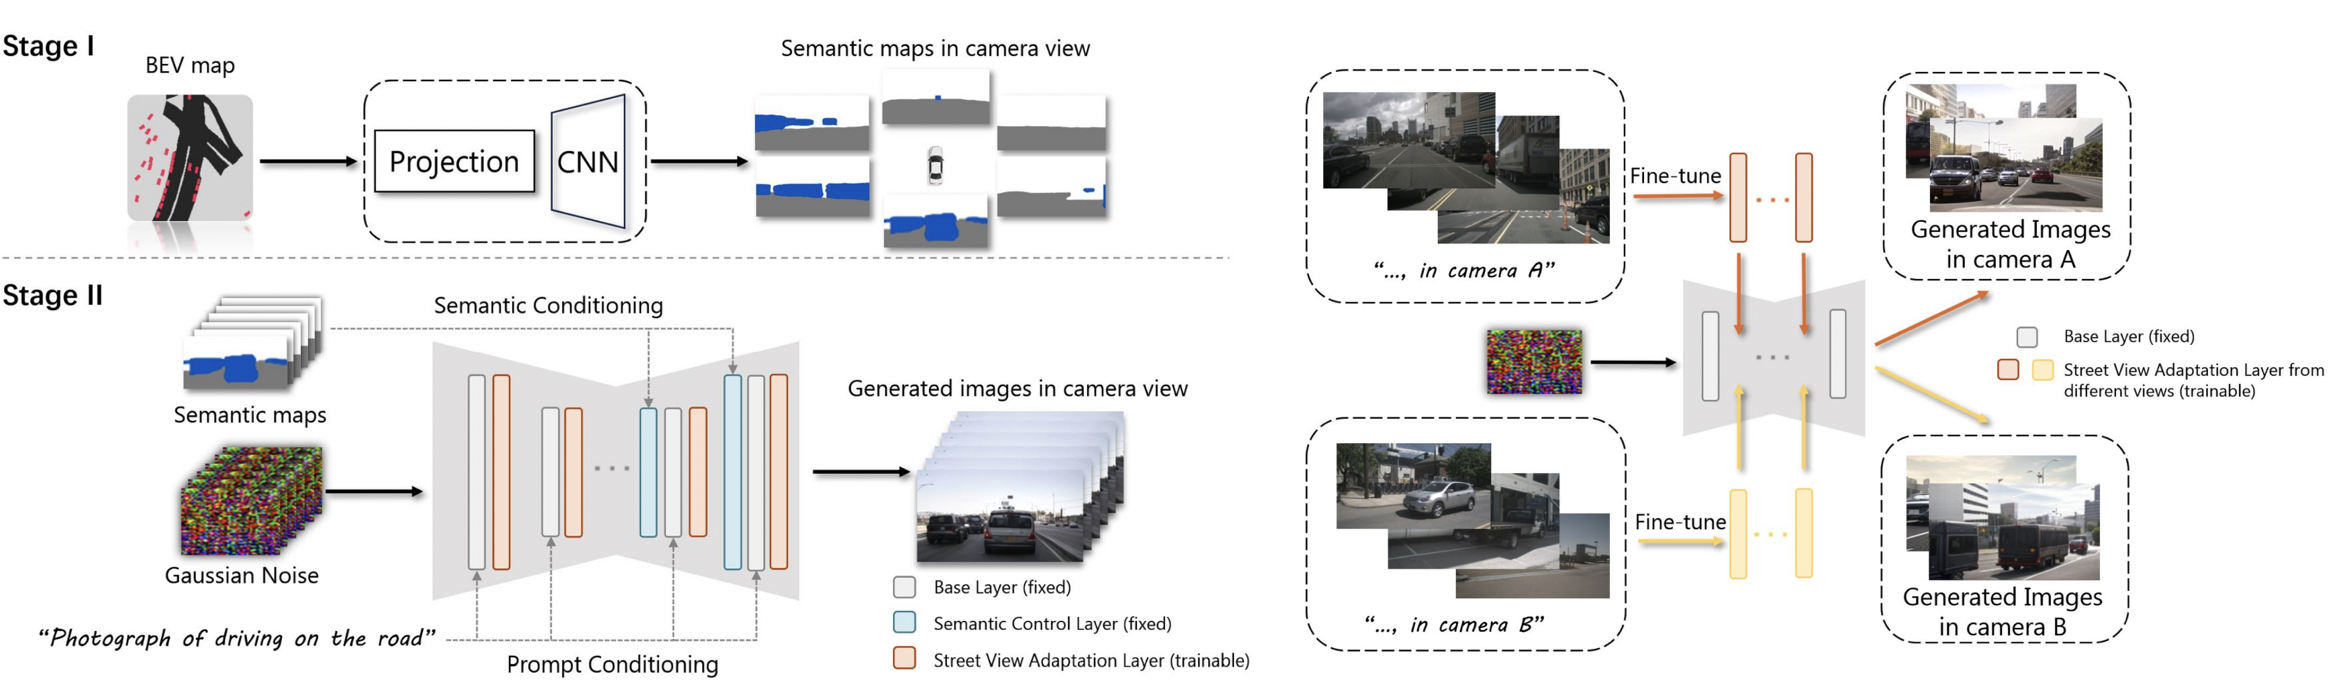 Stage I
BEV map
Projection
CNN
Semantic maps in camera view
Stage II
Semantic Conditioning
Semantic maps
Gaussian Noise
“Photograph of driving on the road”
Prompt Conditioning
Generated images in camera view
Base Layer (fixed)
Semantic Control Layer (fixed)
Street View Adaptation Layer (trainable)
“..., in camera A”
Fine-tune
Generated Images
in camera A
Base Layer (fixed)
Street View Adaptation Layer from
different views (trainable)
“..., in camera B”
Fine-tune
Generated Images
in camera B